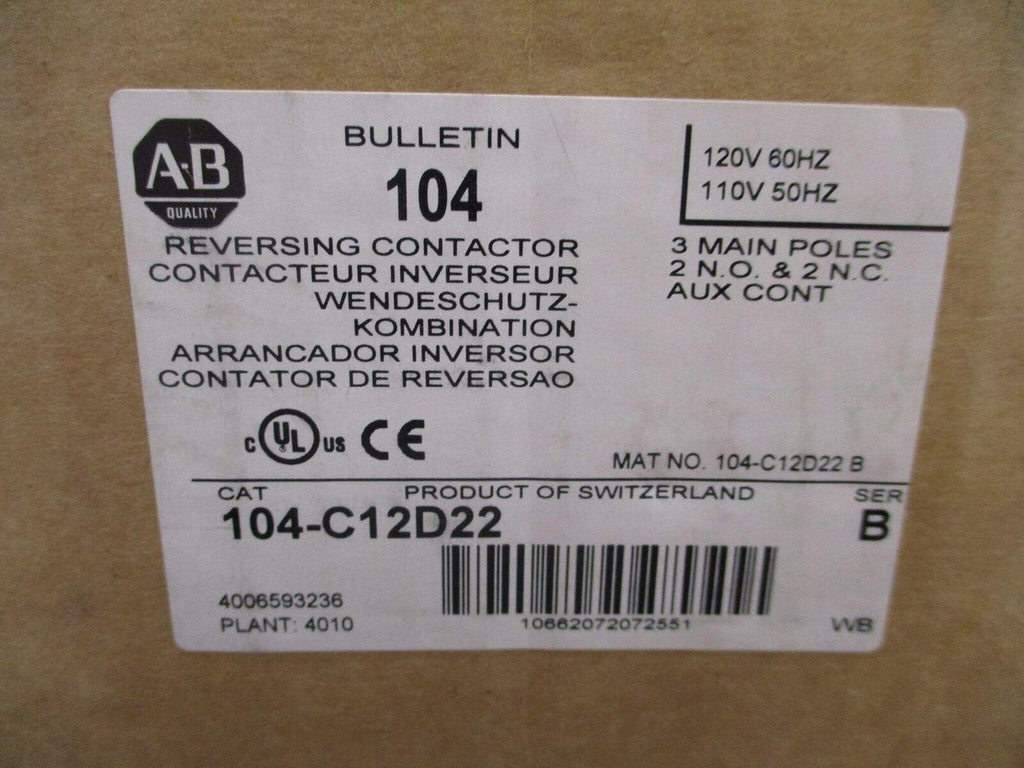 A·B
QUALITY
BULLETIN
104
REVERSING CONTACTOR
CONTACTEUR INVERSEUR
WENDESCHUTZ-
KOMBINATION
ARRANCADOR INVERSOR
CONTATOR DE REVERSAO
120V 60HZ
110V 50HZ
3 MAIN POLES
2 N.O. & 2 N.C.
AUX CONT
C UL US CE
MAT NO. 104-C12D22 B
CAT
PRODUCT OF SWITZERLAND
SER
104-C12D22
B
4006593236
PLANT: 4010
10662072072551
WB